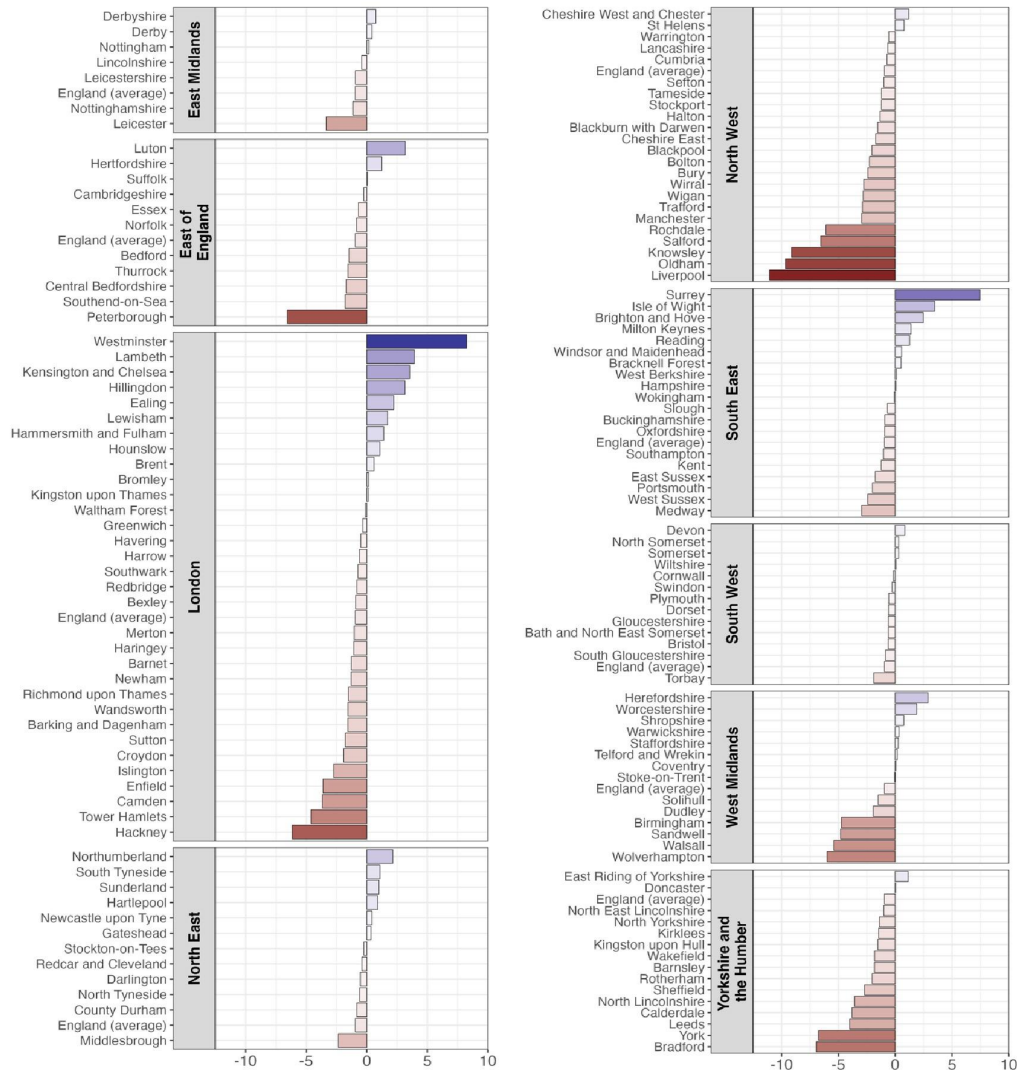 East Midlands
Derbyshire
Derby
Nottingham
Lincolnshire
Leicestershire
England (average)
Nottinghamshire
Leicester
East of
England
Luton
Hertfordshire
Suffolk
Cambridgeshire
Essex
Norfolk
England (average)
Bedford
Thurrock
Central Bedfordshire
Southend-on-Sea
Peterborough
London
Westminster
Lambeth
Kensington and Chelsea
Hillingdon
Ealing
Lewisham
Hammersmith and Fulham
Hounslow
Brent
Bromley
Kingston upon Thames
Waltham Forest
Greenwich
Havering
Harrow
Southwark
Redbridge
Bexley
England (average)
Merton
Haringey
Barnet
Newham
Richmond upon Thames
Wandsworth
Barking and Dagenham
Sutton
Croydon
Islington
Enfield
Camden
Tower Hamlets
Hackney
North East
Northumberland
South Tyneside
Sunderland
Hartlepool
Newcastle upon Tyne
Gateshead
Stockton-on-Tees
Redcar and Cleveland
Darlington
North Tyneside
County Durham
England (average)
Middlesbrough
-10 -5 0 5 10
North West
Cheshire West and Chester
St Helens
Warrington
Lancashire
Cumbria
England (average)
Sefton
Tameside
Stockport
Halton
Blackburn with Darwen
Cheshire East
Blackpool
Bolton
Bury
Wirral
Wigan
Trafford
Manchester
Rochdale
Salford
Knowsley
Oldham
Liverpool
South East
Surrey
Isle of Wight
Brighton and Hove
Milton Keynes
Reading
Windsor and Maidenhead
Bracknell Forest
West Berkshire
Hampshire
Wokingham
Slough
Buckinghamshire
Oxfordshire
England (average)
Southampton
Kent
East Sussex
Portsmouth
West Sussex
Medway
South West
Devon
North Somerset
Somerset
Wiltshire
Cornwall
Swindon
Plymouth
Dorset
Gloucestershire
Bath and North East Somerset
Bristol
South Gloucestershire
England (average)
Torbay
West Midlands
Herefordshire
Worcestershire
Shropshire
Warwickshire
Staffordshire
Telford and Wrekin
Coventry
Stoke-on-Trent
England (average)
Solihull
Dudley
Birmingham
Sandwell
Walsall
Wolverhampton
Yorkshire and
the Humber
East Riding of Yorkshire
Doncaster
England (average)
North East Lincolnshire
North Yorkshire
Kirklees
Kingston upon Hull
Wakefield
Barnsley
Rotherham
Sheffield
North Lincolnshire
Calderdale
Leeds
York
Bradford
-10 -5 0 5 10